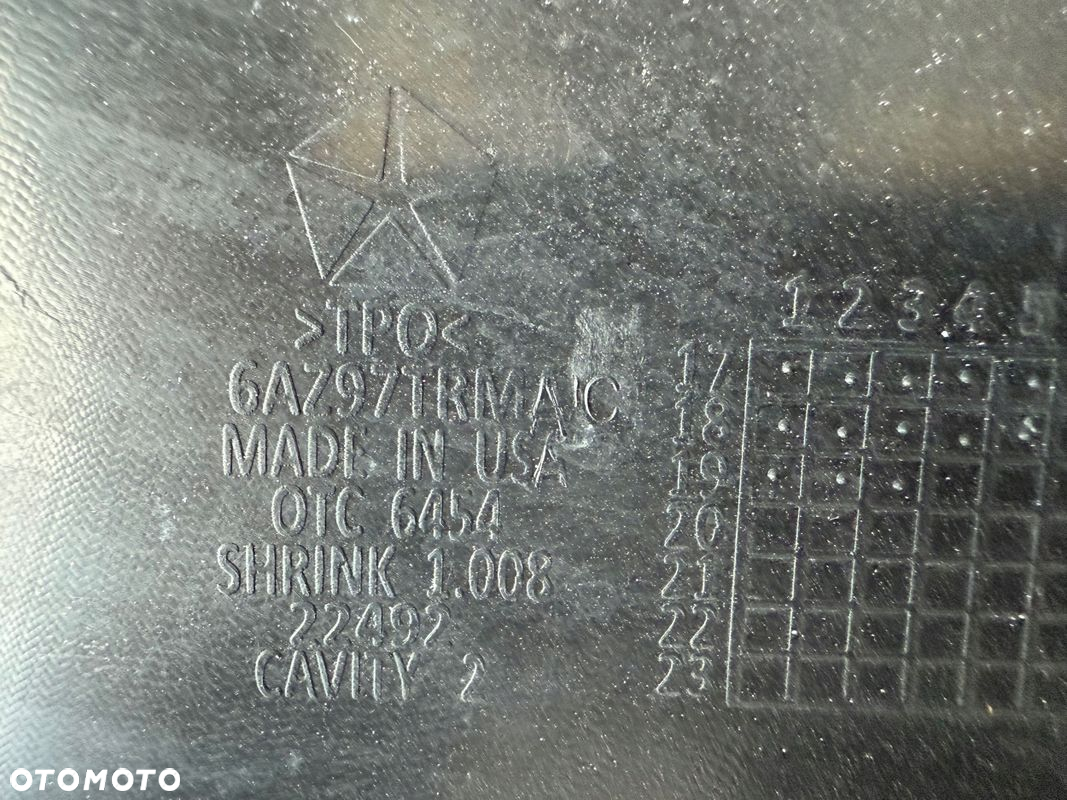 >TPO<
6AZ97TRMAC
MADE IN USA
OTC 6454
SHRINK 1.008
22492
CAVITY 2
1 2 3 4 5
17
18
19
20
21
22
23
OTOMOTO